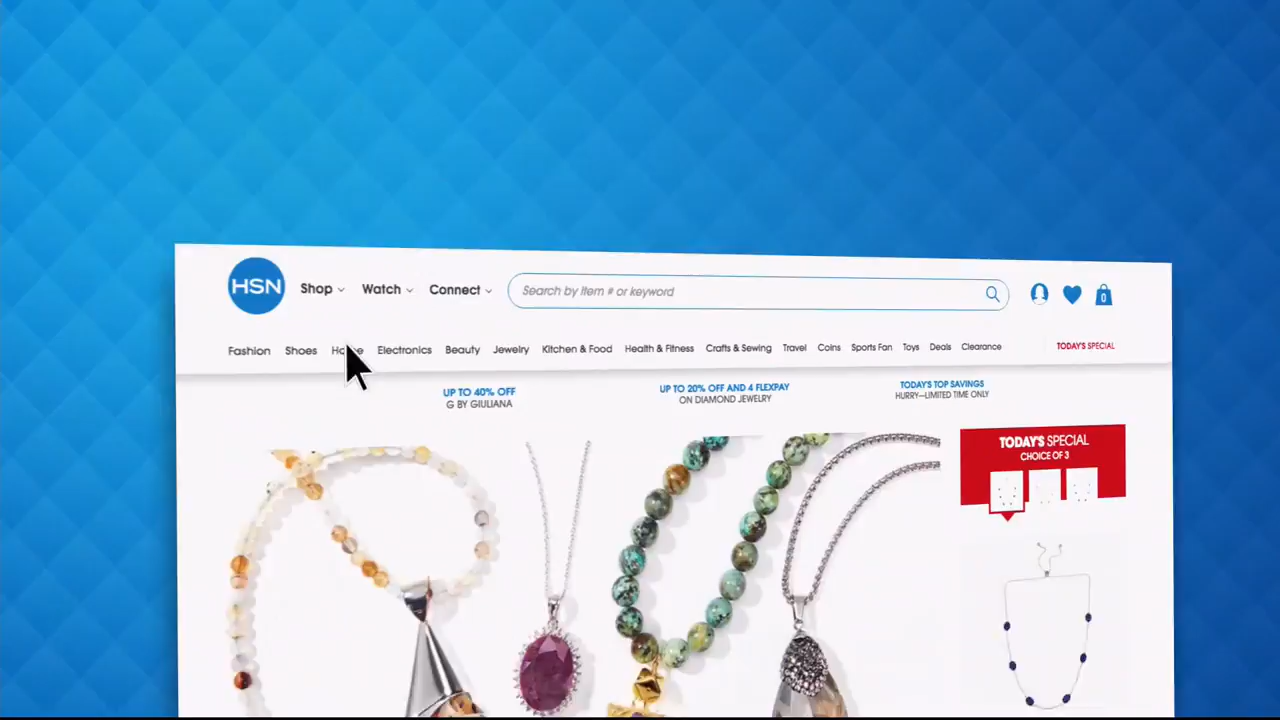 HSN Shop Watch Connect Search by item # or keyword 0
Fashion Shoes Electronics Beauty Jewelry Kitchen & Food Health & Fitness Crafts & Sewing Travel Coins Sports Fan Toys Deals Clearance TODAY'S SPECIAL
UP TO 40% OFF
G BY GIULIANA
UP TO 20% OFF AND 4 FLEXPAY
ON DIAMOND JEWELRY
TODAY'S TOP SAVINGS
HURRY—LIMITED TIME ONLY
TODAY'S SPECIAL
CHOICE OF 3